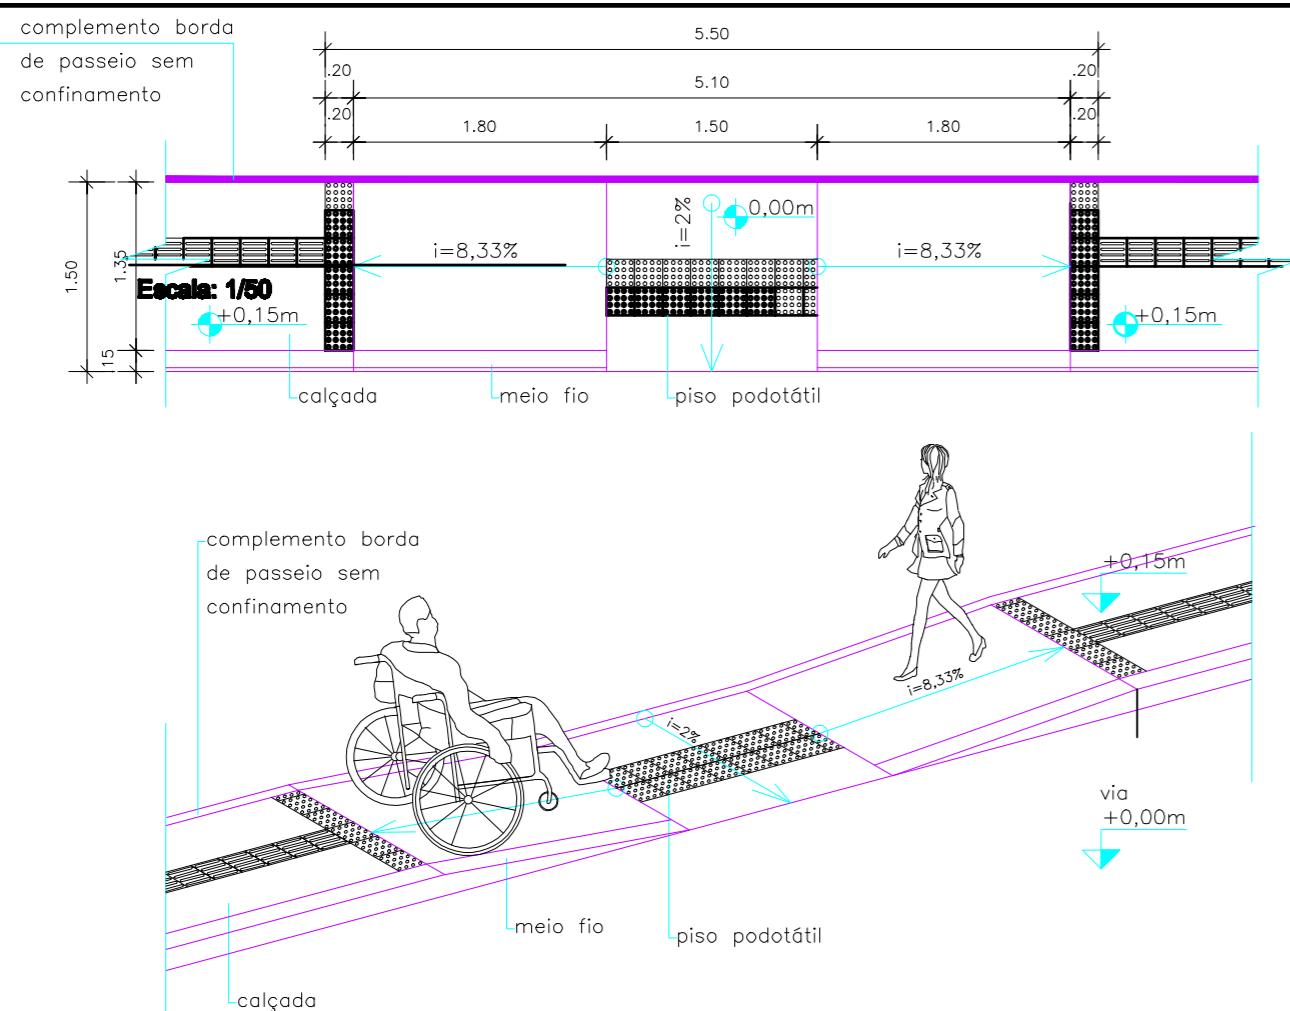 complemento borda
de passeio sem
confinamento
5.50
.20
5.10
.20
.20
1.80
1.50
1.80
.20
i=2%
0,00m
i=8,33%
i=8,33%
1.50
1.35
Escala: 1/50
+0,15m
+0,15m
15
calçada
meio fio
piso podotátil
complemento borda
de passeio sem
confinamento
+0,15m
i=8,33%
i=2%
via
+0,00m
meio fio
piso podotátil
calçada